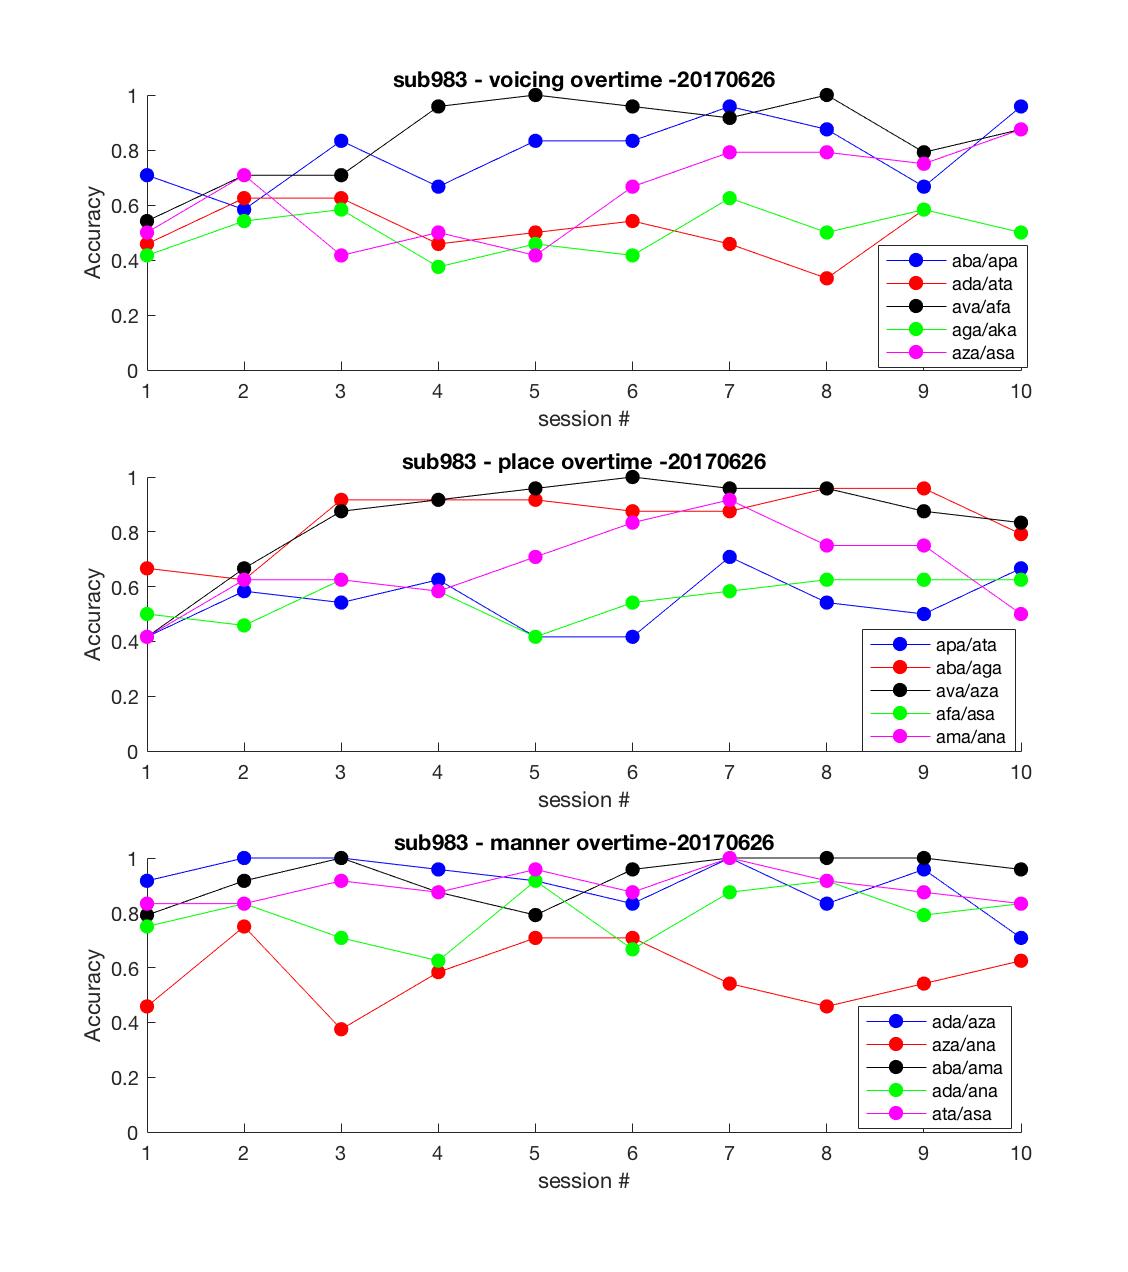 sub983 - voicing overtime -20170626
1
0.8
0.6
0.4
0.2
0
Accuracy
1 2 3 4 5 6 7 8 9 10
session #
aba/apa
ada/ata
ava/afa
aga/aka
aza/asa
sub983 - place overtime -20170626
1
0.8
0.6
0.4
0.2
0
Accuracy
1 2 3 4 5 6 7 8 9 10
session #
apa/ata
aba/aga
ava/aza
afa/asa
ama/ana
sub983 - manner overtime-20170626
1
0.8
0.6
0.4
0.2
0
Accuracy
1 2 3 4 5 6 7 8 9 10
session #
ada/aza
aza/ana
aba/ama
ada/ana
ata/asa